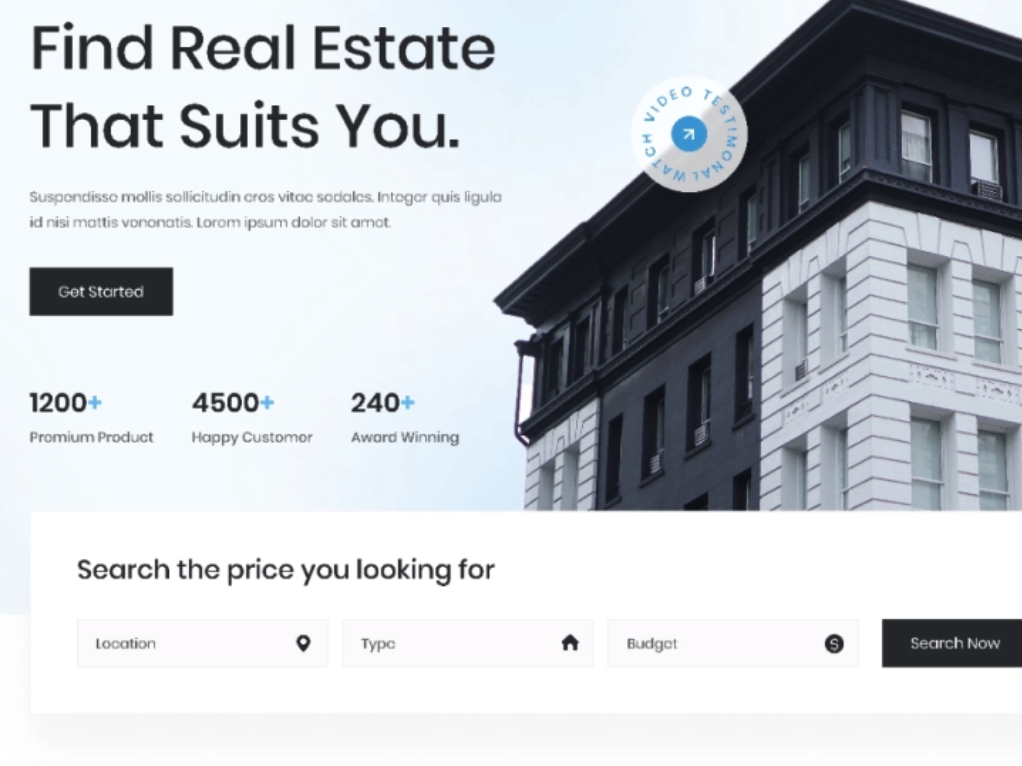 Find Real Estate
That Suits You.
WATCH VIDEO TESTIMONAL
Suspendisse mollis sollicitudin eros vitae sodales. Integer quis ligula
id nisi mattis venenatis. Lorem ipsum dolor sit amet.
Get Started
1200+ 4500+ 240+
Premium Product Happy Customer Award Winning
Search the price you looking for
Location Type Budget S Search Now